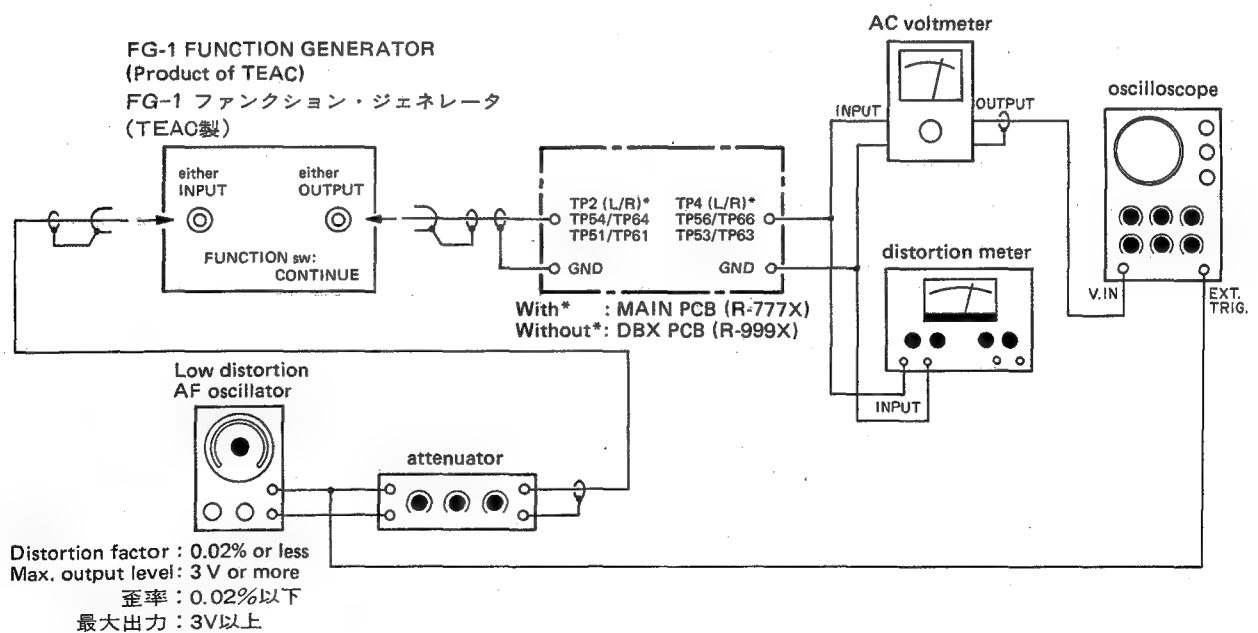 FG-1 FUNCTION GENERATOR
(Product of TEAC)
FG-1 ファンクション・ジェネレータ
(TEAC製)
AC voltmeter
INPUT
OUTPUT
oscilloscope
either
INPUT
either
OUTPUT
FUNCTION sw:
CONTINUE
TP2 (L/R)*
TP54/TP64
TP51/TP61
GND
TP4 (L/R)*
TP56/TP66
TP53/TP63
GND
With* : MAIN PCB (R-777X)
Without*: DBX PCB (R-999X)
distortion meter
INPUT
V.IN
EXT.
TRIG.
Low distortion
AF oscillator
attenuator
Distortion factor : 0.02% or less
Max. output level: 3 V or more
歪率 : 0.02%以下
最大出力 : 3V以上